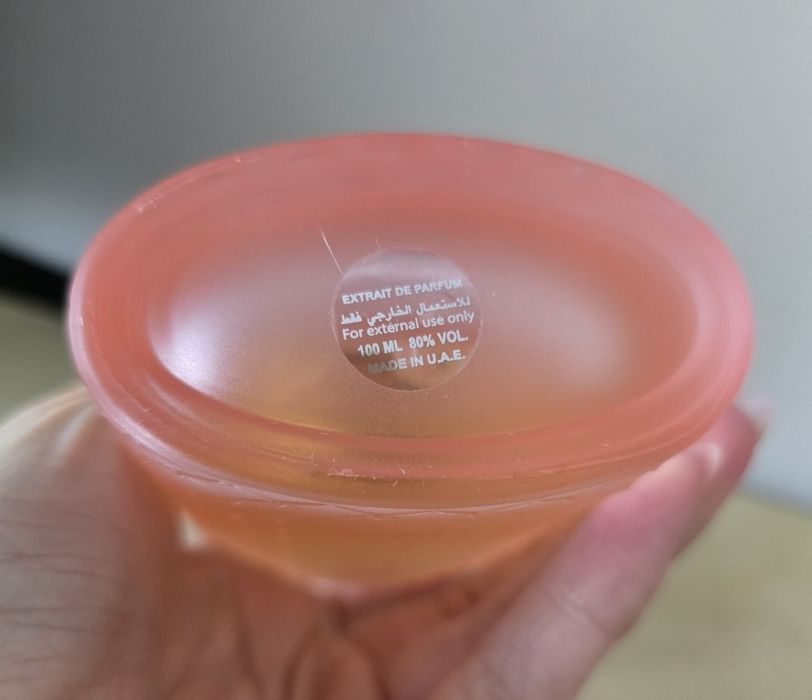 EXTRAIT DE PARFUM
للاستعمال الخارجي فقط
For external use only
100 ML 80% VOL.
MADE IN U.A.E.